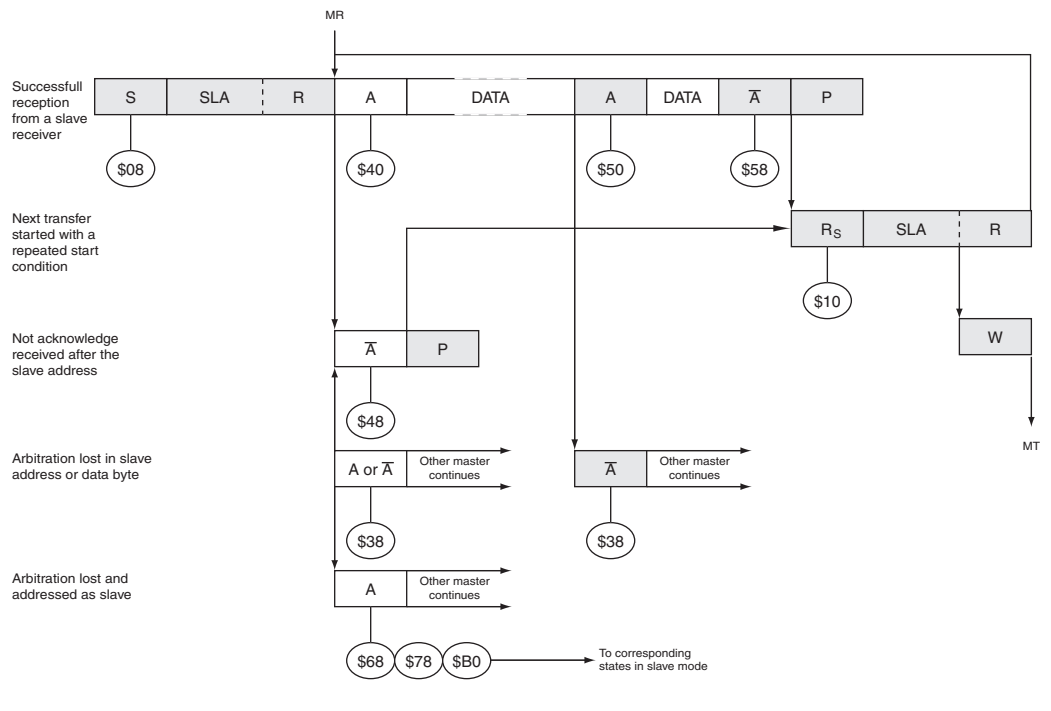 MR
Successfull
reception
from a slave
receiver
S SLA R A DATA A DATA A̅ P
$08 $40 $50 $58
Next transfer
started with a
repeated start
condition
RS SLA R
$10
Not acknowledge
received after the
slave address
A̅ P
W
$48
MT
Arbitration lost in slave
address or data byte
A or A̅
Other master
continues
A̅
Other master
continues
$38 $38
Arbitration lost and
addressed as slave
A
Other master
continues
$68 $78 $B0
To corresponding
states in slave mode